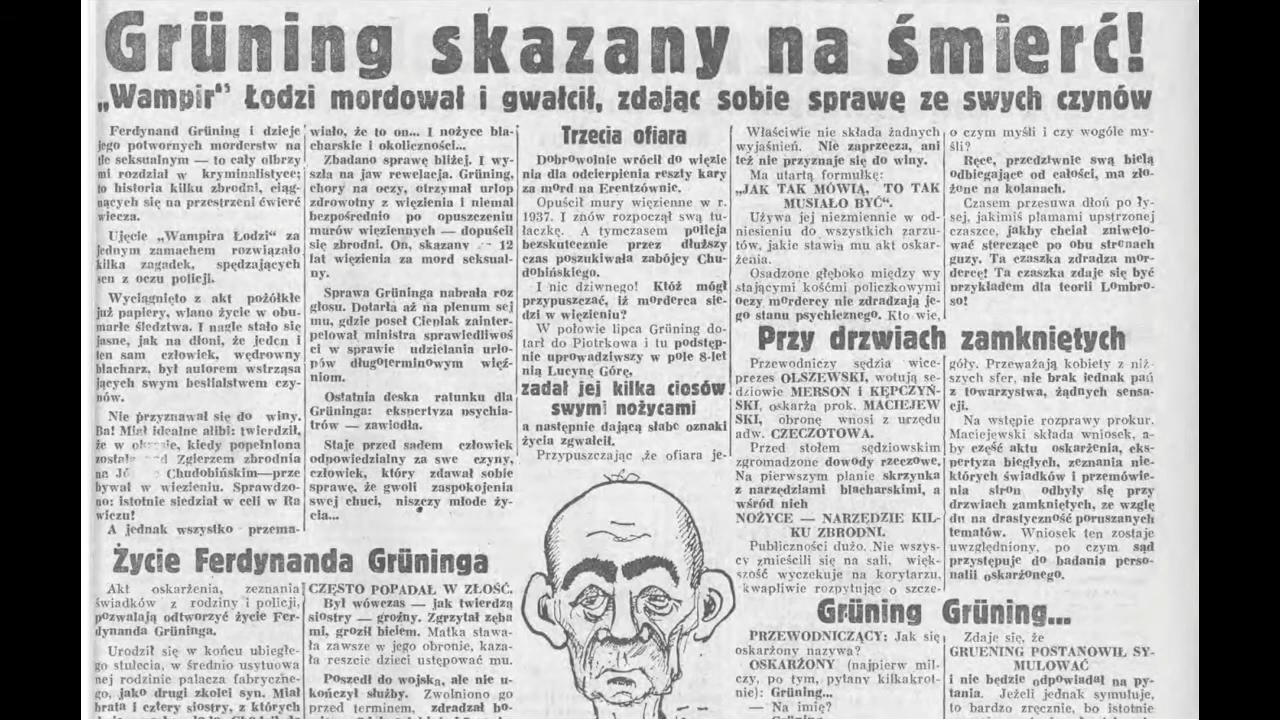 Grüning skazany na śmierć!
„Wampir" Łodzi mordował i gwałcił, zdając sobie sprawę ze swych czynów
Ferdynand Grüning i dzieje
jego potwornych morderstw na
tle seksualnym — to cały olbrzy
mi rozdział w kryminalistyce;
to historia kilku zbrodni, ciąg-
nących się na przestrzeni ćwierć
wiecza.
Ujęcie „Wampira Łodzi" za
jednym zamachem rozwiązało
kilka zagadek, spędzających
sen z oczu policji.
Wyciągnięto z akt pożółkłe
już papiery, wlano życie w obu-
marłe śledztwa. I nagle stało się
jasne, jak na dłoni, że jeden i
ten sam człowiek, wędrowny
blacharz, był autorem wstrząsa
jących swym bestialstwem czy-
nów.
Nie przyznawał się do winy.
Ba! Miał idealne alibi: twierdził,
że w okresie, kiedy popełniona
została Zgierzem zbrodnia
na Chudobińskim—prze
bywał w więzieniu. Sprawdzo-
no: istotnie siedział w celi w Ra
wiczu!
A jednak wszystko przema-
wiało, że to on... I nożyce bla-
charskie i okoliczności...
Zbadano sprawę bliżej. I wy-
szła na jaw rewelacja. Grüning,
chory na oczy, otrzymał urlop
zdrowotny z więzienia i niemal
bezpośrednio po opuszczeniu
murów więziennych — dopuścił
się zbrodni. On, skazany 12
lat więzienia za mord seksual-
ny.
Sprawa Grüninga nabrała roz
głosu. Dotarła aż na plenum sej
mu, gdzie poseł Cieplak zainter-
pelował ministra sprawiedliwoś
ci w sprawie udzielania urlo-
pów długoterminowym więź-
niom.
Ostatnia deska ratunku dla
Grüninga: ekspertyza psychia-
trów — zawiodła.
Staje przed sadem człowiek
odpowiedzialny za swe czyny,
człowiek, który zdawał sobie
sprawę, że gwoli zaspokojenia
swej chuci, niszczy młode ży-
cia...
Trzecia ofiara
Dobrowolnie wrócił do więzie
nia dla odcierpienia reszty kary
za mord na Erentzównie.
Opuścił mury więzienne w r.
1937. I znów rozpoczął swą tu-
łaczkę. A tymczasem policja
bezskutecznie przez dłuższy
czas poszukiwała zabójcy Chu-
dobińskiego.
I nic dziwnego! Któż mógł
przypuszczać, iż morderca sie-
dzi w więzieniu?
W połowie lipca Grüning do-
tarł do Piotrkowa i tu podstęp-
nie uprowadziwszy w pole 8-let
nią Lucynę Górę,
zadał jej kilka ciosów
swymi nożycami
a następnie dającą słabe oznaki
życia zgwałcił.
Przypuszczając ,że ofiara je-
Właściwie nie składa żadnych
wyjaśnień. Nie zaprzecza, ani
też nie przyznaje się do winy.
Ma utartą formułkę:
„JAK TAK MÓWIĄ, TO TAK
MUSIAŁO BYĆ".
Używa jej niezmiennie w od-
niesieniu do wszystkich zarzu-
tów, jakie stawia mu akt oskar-
żenia.
Osadzone głęboko między wy
stającymi kośćmi policzkowymi
oczy mordercy nie zdradzają je-
go stanu psychicznego. Kto wie,
o czym myśli i czy wogóle my-
śli?
Ręce, przedziwnie swą bielą
odbiegające od całości, ma zło-
żone na kolanach.
Czasem przesuwa dłoń po ły-
sej, jakimiś plamami upstrzonej
czaszce, jakby chciał zniwelo-
wać sterczące po obu stronach
guzy. Ta czaszka zdradza mor-
dercę! Ta czaszka zdaje się być
przykładem dla teorii Lombro-
so!
Przy drzwiach zamkniętych
Przewodniczy sędzia wice-
prezes OLSZEWSKI, wotują sę-
dziowie MERSON i KĘPCZYŃ-
SKI, oskarża prok. MACIEJEW
SKI, obronę wnosi z urzędu
adw. CZECZOTOWA.
Przed stołem sędziowskim
zgromadzone dowody rzeczowe,
Na pierwszym planie skrzynka
z narzędziami blacharskimi, a
wśród nich
NOŻYCE — NARZĘDZIE KIL-
KU ZBRODNI.
Publiczności dużo. Nie wszys-
cy zmieścili się na sali, więk-
szość wyczekuje na korytarzu,
kwapliwie rozpytując o szcze-
góły. Przeważają kobiety z niż-
szych sfer, nie brak jednak pań
z towarzystwa, żądnych sensa-
cji.
Na wstępie rozprawy prokur.
Maciejewski składa wniosek, a-
by część aktu oskarżenia, eks-
pertyza biegłych, zeznania nie-
których świadków i przemówie-
nia stron odbyły się przy
drzwiach zamkniętych, ze wzglę
du na drastyczność poruszanych
tematów. Wniosek ten zostaje
uwzględniony, po czym sąd
przystępuje do badania perso-
nalii oskarżonego.
Życie Ferdynanda Grüninga
Akt oskarżenia, zeznania
świadków z rodziny i policji,
pozwalają odtworzyć życie Fer-
dynanda Grüninga.
Urodził się w końcu ubiegłe-
go stulecia, w średnio usytuowa
nej rodzinie palacza fabryczne-
go, jako drugi zkolei syn. Miał
brata i cztery siostry, z których
CZĘSTO POPADAŁ W ZŁOŚĆ.
Był wówczas — jak twierdzą
siostry — groźny. Zgrzytał zęba
mi, groził biciem. Matka stawa-
ła zawsze w jego obronie, kaza-
ła reszcie dzieci ustępować mu.
Poszedł do wojska, ale nie u-
kończył służby. Zwolniono go
przed terminem, zdradzał bo-
Grüning Grüning...
PRZEWODNICZĄCY: Jak się
oskarżony nazywa?
OSKARŻONY (najpierw mil-
czy, po tym, pytany kilkakrot-
nie): Grüning...
— Na imię?
Zdaje się, że
GRUENING POSTANOWIŁ SY-
MULOWAĆ
i nie będzie odpowiadał na py-
tania. Jeżeli jednak symuluje,
to bardzo zręcznie, bo istotnie